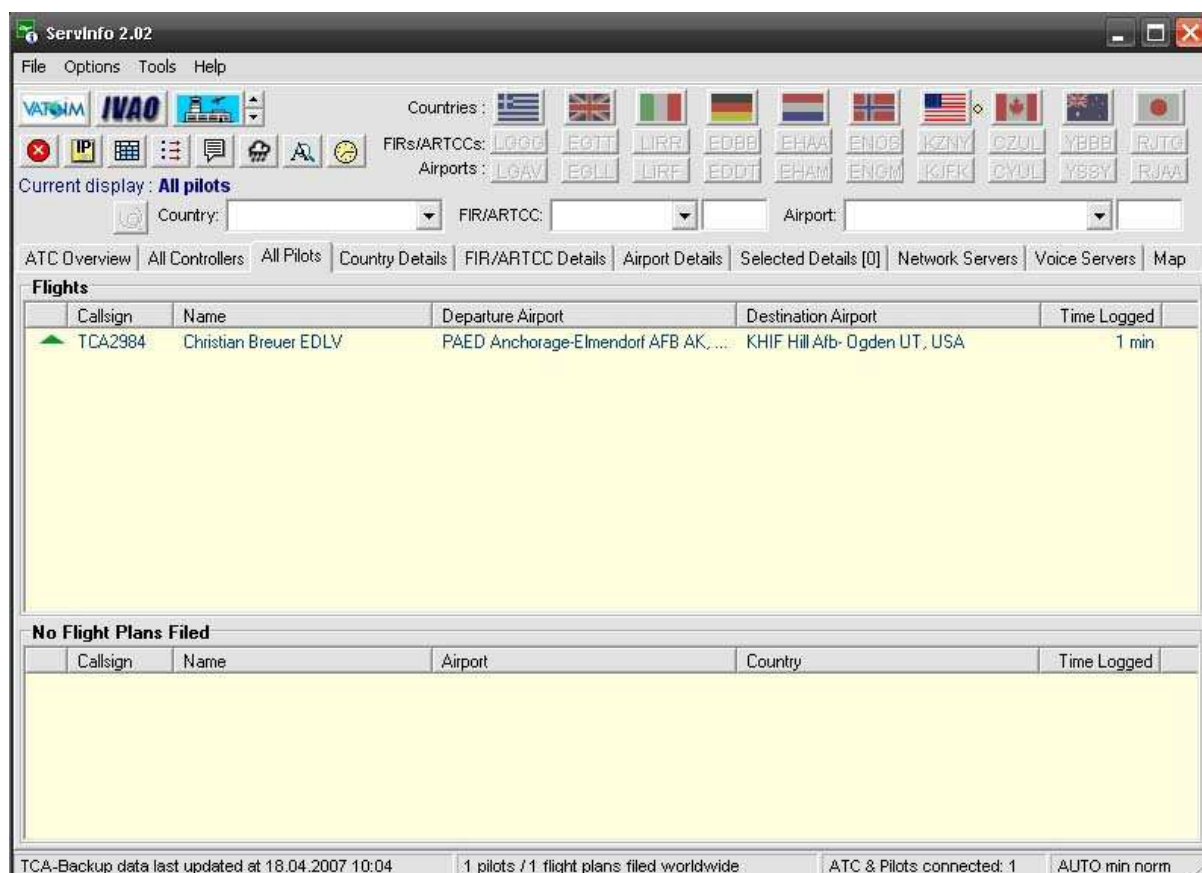 ServInfo 2.02
File Options Tools Help
VATSIM IVAO Countries :
IP FIRs/ARTCCs: LGGG EGTT LIRR EDBB EHAA ENOS KZNY CZUL YBBB RJTG
Airports : LGAV EGLL LIRF EDDT EHAM ENGM KJFK CYUL YSSY RJAA
Current display : All pilots
Country: FIR/ARTCC: Airport:
ATC Overview All Controllers All Pilots Country Details FIR/ARTCC Details Airport Details Selected Details [0] Network Servers Voice Servers Map
Flights
Callsign Name Departure Airport Destination Airport Time Logged
TCA2984 Christian Breuer EDLV PAED Anchorage-Elmendorf AFB AK, ... KHIF Hill Afb- Ogden UT, USA 1 min
No Flight Plans Filed
Callsign Name Airport Country Time Logged
TCA-Backup data last updated at 18.04.2007 10:04 1 pilots / 1 flight plans filed worldwide ATC & Pilots connected: 1 AUTO min norm